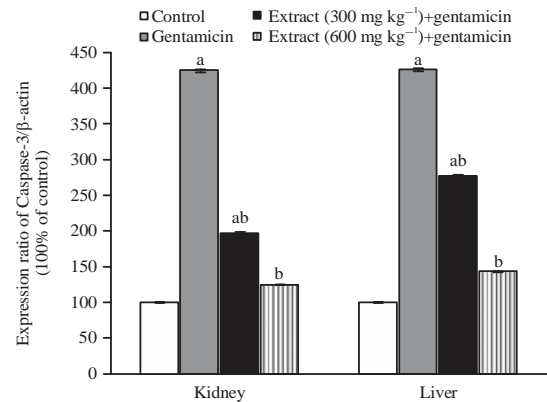 Control
Extract (300 mg kg⁻¹)+gentamicin
Gentamicin
Extract (600 mg kg⁻¹)+gentamicin
Expression ratio of Caspase-3/β-actin
(100% of control)
450
400
350
300
250
200
150
100
50
0
a
ab
b
a
ab
b
Kidney
Liver